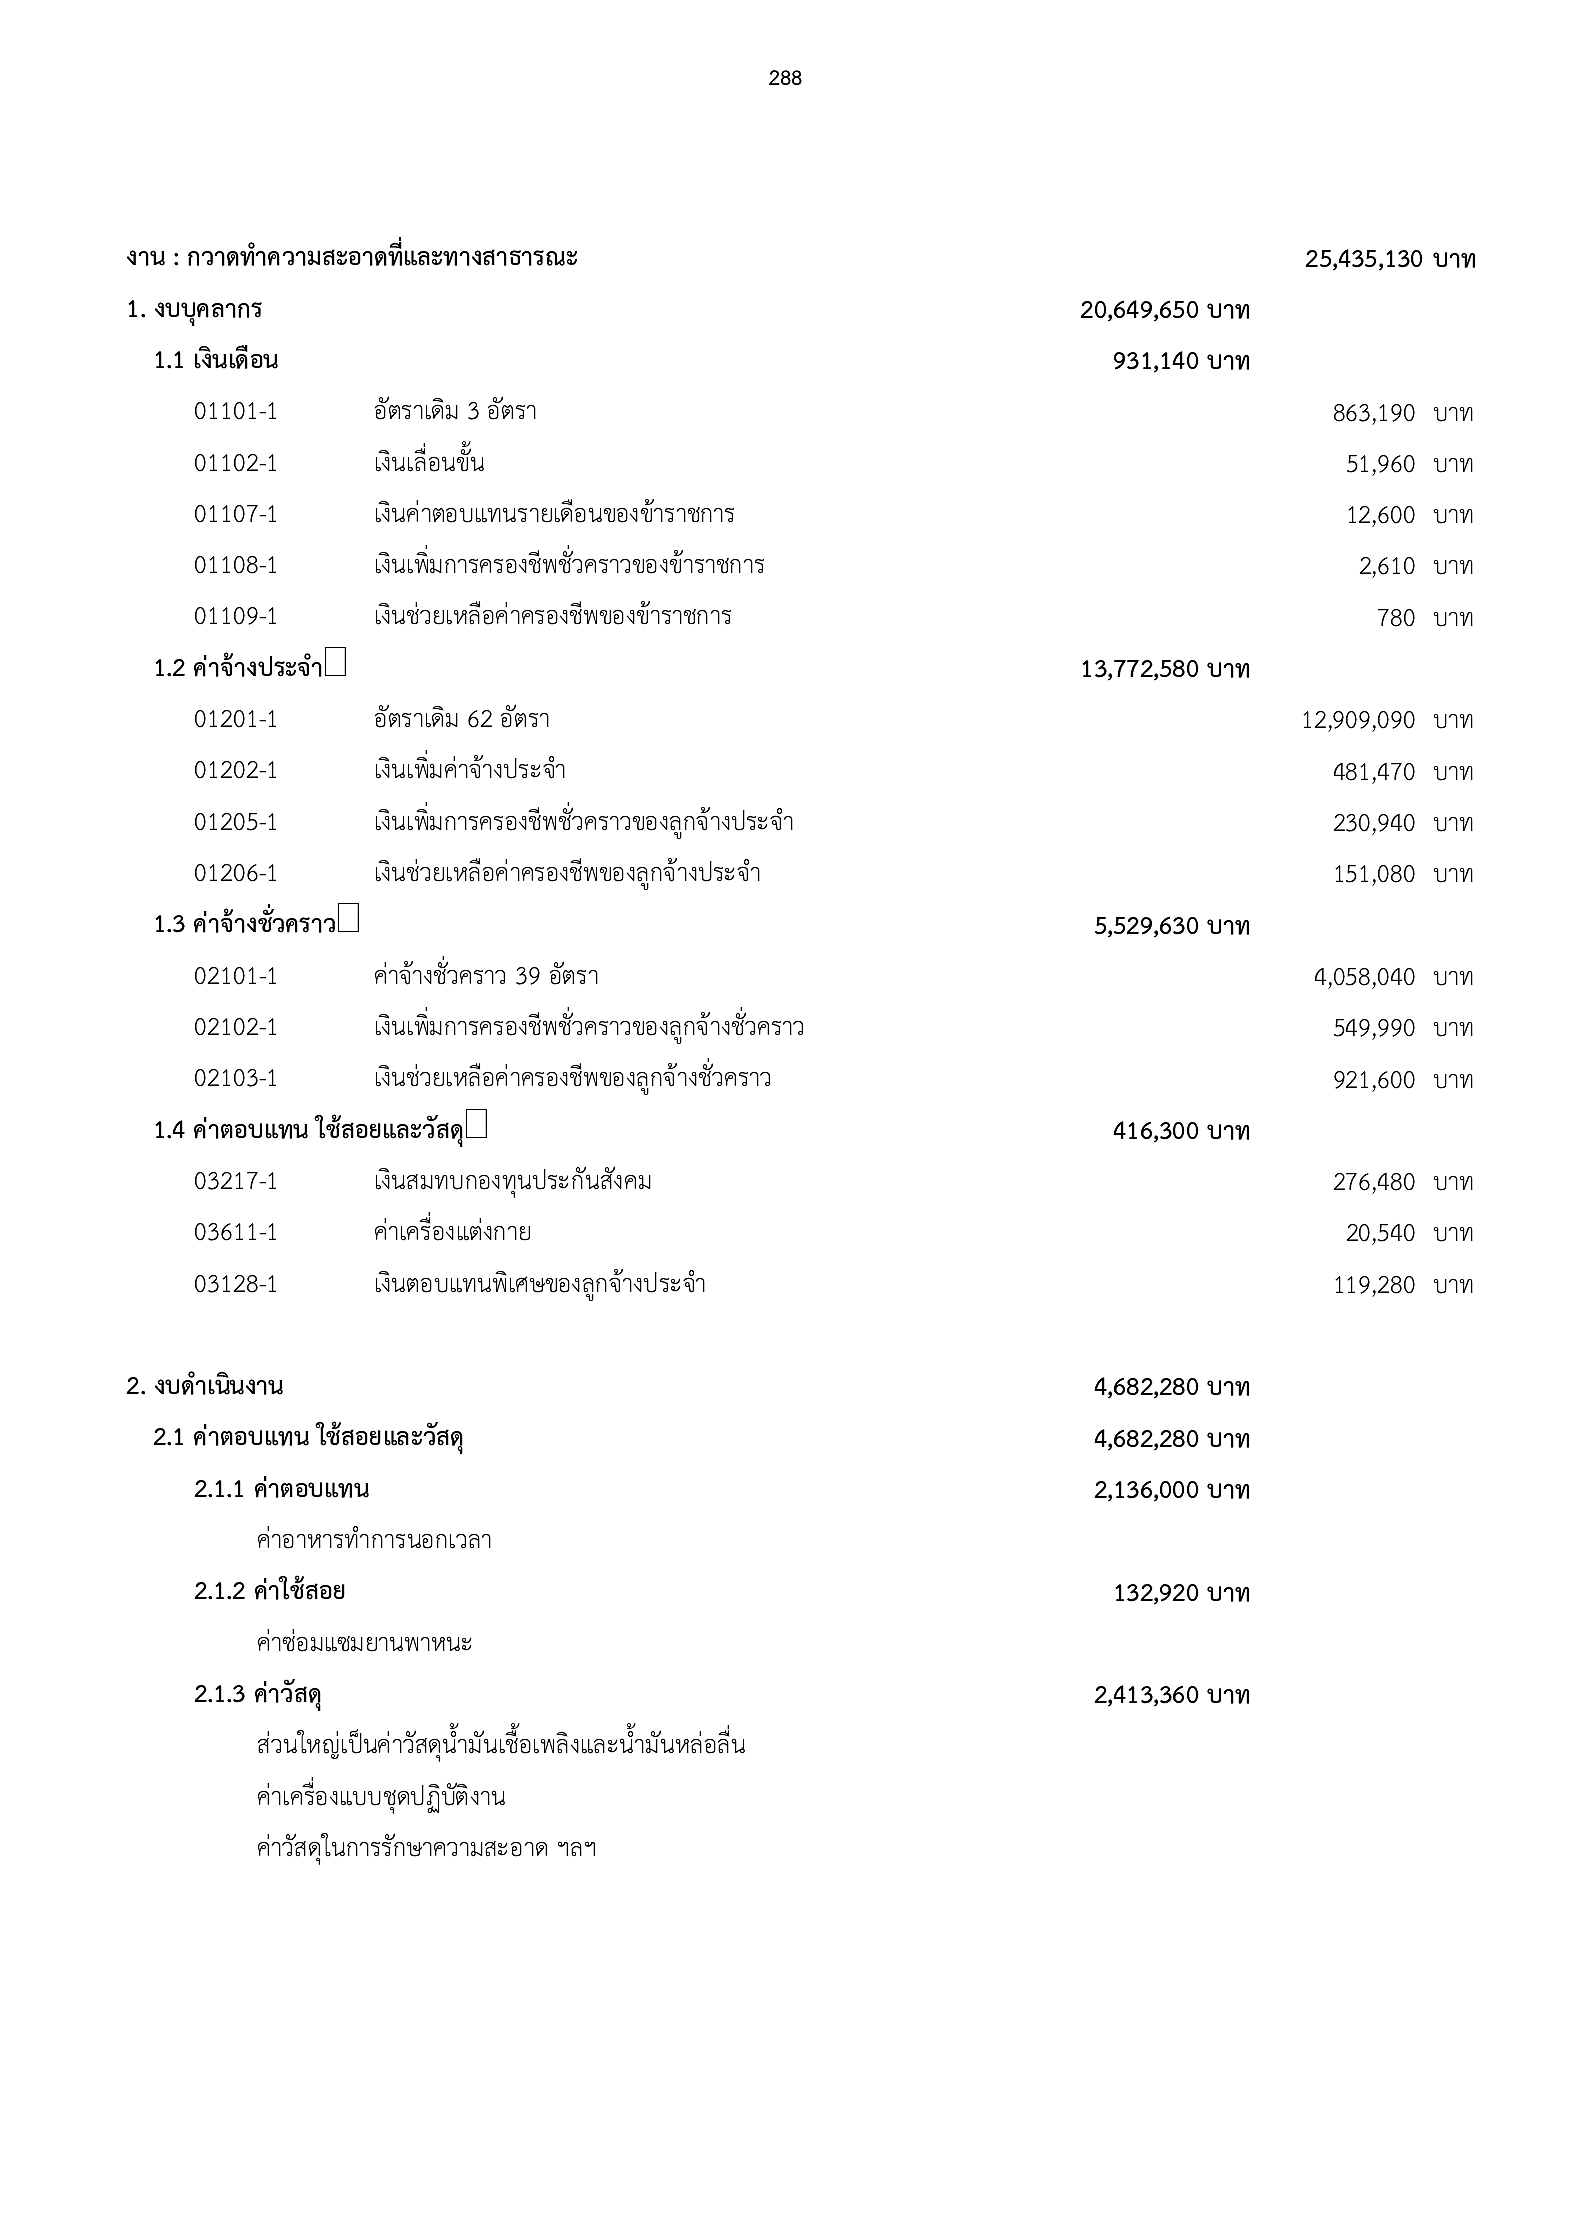 288
งาน : กวาดทำความสะอาดที่และทางสาธารณะ 25,435,130 บาท
1. งบบุคลากร 20,649,650 บาท
1.1 เงินเดือน 931,140 บาท
01101-1 อัตราเดิม 3 อัตรา 863,190 บาท
01102-1 เงินเลื่อนขั้น 51,960 บาท
01107-1 เงินค่าตอบแทนรายเดือนของข้าราชการ 12,600 บาท
01108-1 เงินเพิ่มการครองชีพชั่วคราวของข้าราชการ 2,610 บาท
01109-1 เงินช่วยเหลือค่าครองชีพของข้าราชการ 780 บาท
1.2 ค่าจ้างประจำ 13,772,580 บาท
01201-1 อัตราเดิม 62 อัตรา 12,909,090 บาท
01202-1 เงินเพิ่มค่าจ้างประจำ 481,470 บาท
01205-1 เงินเพิ่มการครองชีพชั่วคราวของลูกจ้างประจำ 230,940 บาท
01206-1 เงินช่วยเหลือค่าครองชีพของลูกจ้างประจำ 151,080 บาท
1.3 ค่าจ้างชั่วคราว 5,529,630 บาท
02101-1 ค่าจ้างชั่วคราว 39 อัตรา 4,058,040 บาท
02102-1 เงินเพิ่มการครองชีพชั่วคราวของลูกจ้างชั่วคราว 549,990 บาท
02103-1 เงินช่วยเหลือค่าครองชีพของลูกจ้างชั่วคราว 921,600 บาท
1.4 ค่าตอบแทน ใช้สอยและวัสดุ 416,300 บาท
03217-1 เงินสมทบกองทุนประกันสังคม 276,480 บาท
03611-1 ค่าเครื่องแต่งกาย 20,540 บาท
03128-1 เงินตอบแทนพิเศษของลูกจ้างประจำ 119,280 บาท
2. งบดำเนินงาน 4,682,280 บาท
2.1 ค่าตอบแทน ใช้สอยและวัสดุ 4,682,280 บาท
2.1.1 ค่าตอบแทน 2,136,000 บาท
ค่าอาหารทำการนอกเวลา
2.1.2 ค่าใช้สอย 132,920 บาท
ค่าซ่อมแซมยานพาหนะ
2.1.3 ค่าวัสดุ 2,413,360 บาท
ส่วนใหญ่เป็นค่าวัสดุน้ำมันเชื้อเพลิงและน้ำมันหล่อลื่น
ค่าเครื่องแบบชุดปฏิบัติงาน
ค่าวัสดุในการรักษาความสะอาด ฯลฯ